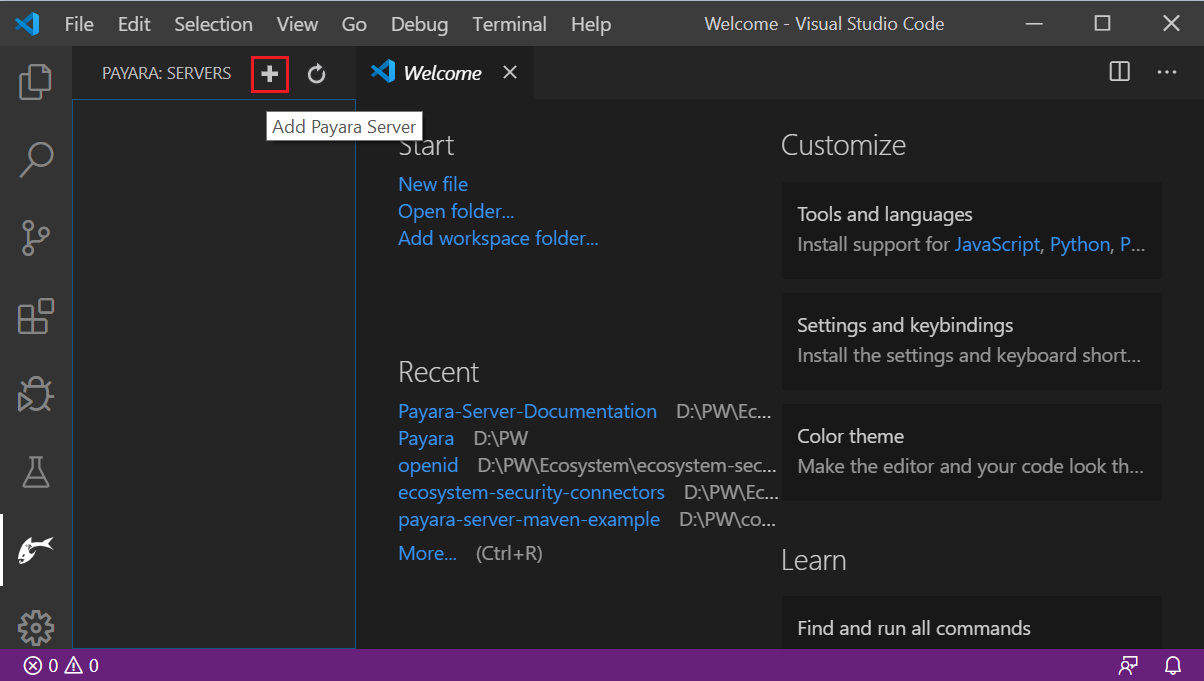 File Edit Selection View Go Debug Terminal Help Welcome - Visual Studio Code
PAYARA: SERVERS
Welcome
Add Payara Server
Start
New file
Open folder...
Add workspace folder...
Recent
Payara-Server-Documentation D:\PW\Ec...
Payara D:\PW
openid D:\PW\Ecosystem\ecosystem-sec...
ecosystem-security-connectors D:\PW\Ec...
payara-server-maven-example D:\PW\co...
More... (Ctrl+R)
Customize
Tools and languages
Install support for JavaScript, Python, P...
Settings and keybindings
Install the settings and keyboard short...
Color theme
Make the editor and your code look th...
Learn
Find and run all commands
0 0